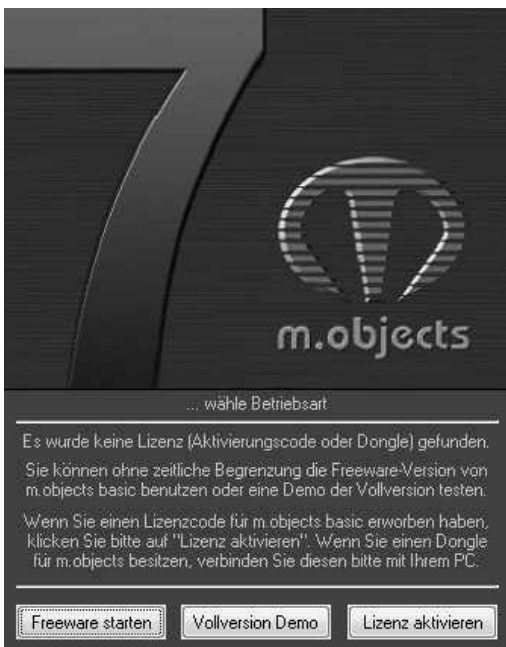 7
m.objects
... wähle Betriebsart
Es wurde keine Lizenz (Aktivierungscode oder Dongle) gefunden.
Sie können ohne zeitliche Begrenzung die Freeware-Version von
m.objects basic benutzen oder eine Demo der Vollversion testen.
Wenn Sie einen Lizenzcode für m.objects basic erworben haben,
klicken Sie bitte auf "Lizenz aktivieren". Wenn Sie einen Dongle
für m.objects besitzen, verbinden Sie diesen bitte mit Ihrem PC.
Freeware starten Vollversion Demo Lizenz aktivieren